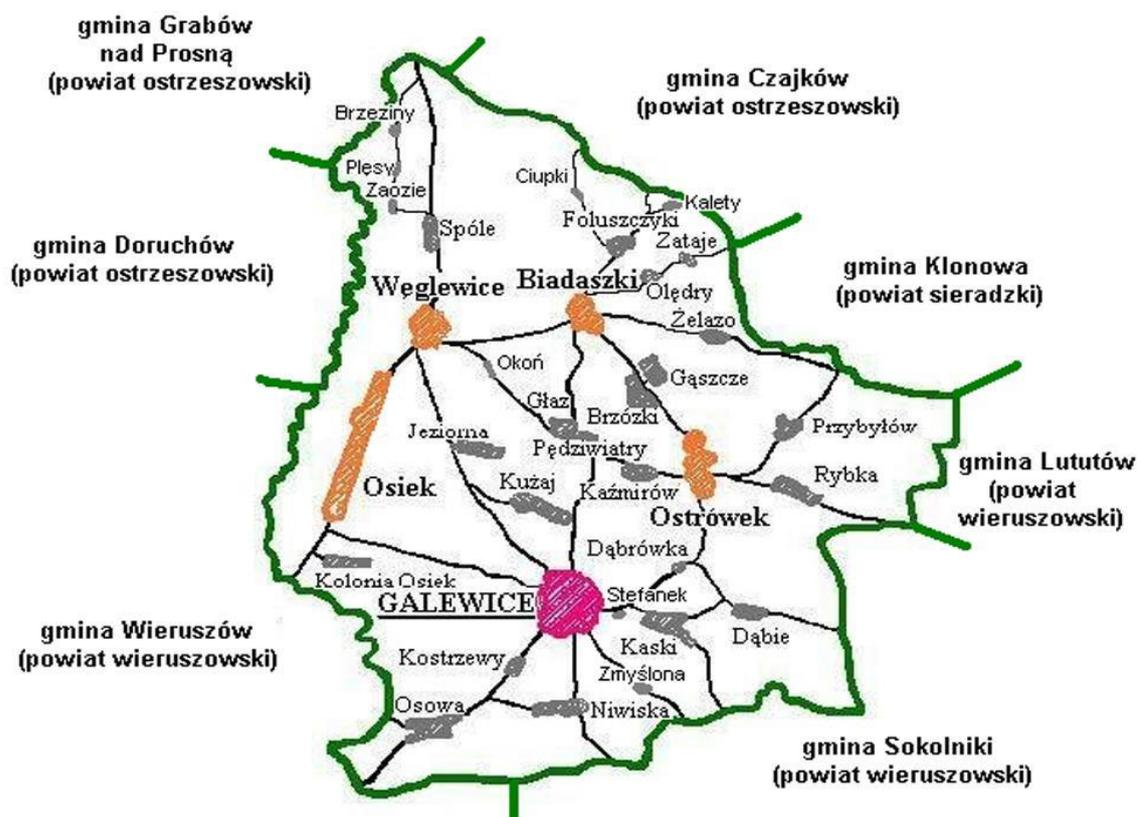 gmina Grabów
nad Prosną
(powiat ostrzeszowski)
gmina Czajków
(powiat ostrzeszowski)
Brzeziny
Plesy
Zaozie
Ciupki
Kalety
Foluszczyki
Spóle
Zataje
gmina Doruchów
(powiat ostrzeszowski)
gmina Klonowa
(powiat sieradzki)
Węglewice
Biadaszki
Olędry
Żelazo
Okoń
Gąszcze
Głaz
Brzózki
Jeziorna
Pędziwiatry
Przybyłów
Osiek
Kużaj
Kaźmirów
Rybka
gmina Lututów
(powiat
wieruszowski)
Ostrówek
Dąbrówka
Kolonia Osiek
GALEWICE
Stefanek
Kaski
Dąbie
gmina Wieruszów
(powiat wieruszowski)
Kostrzewy
Zmyślona
Osowa
Niwiska
gmina Sokolniki
(powiat wieruszowski)